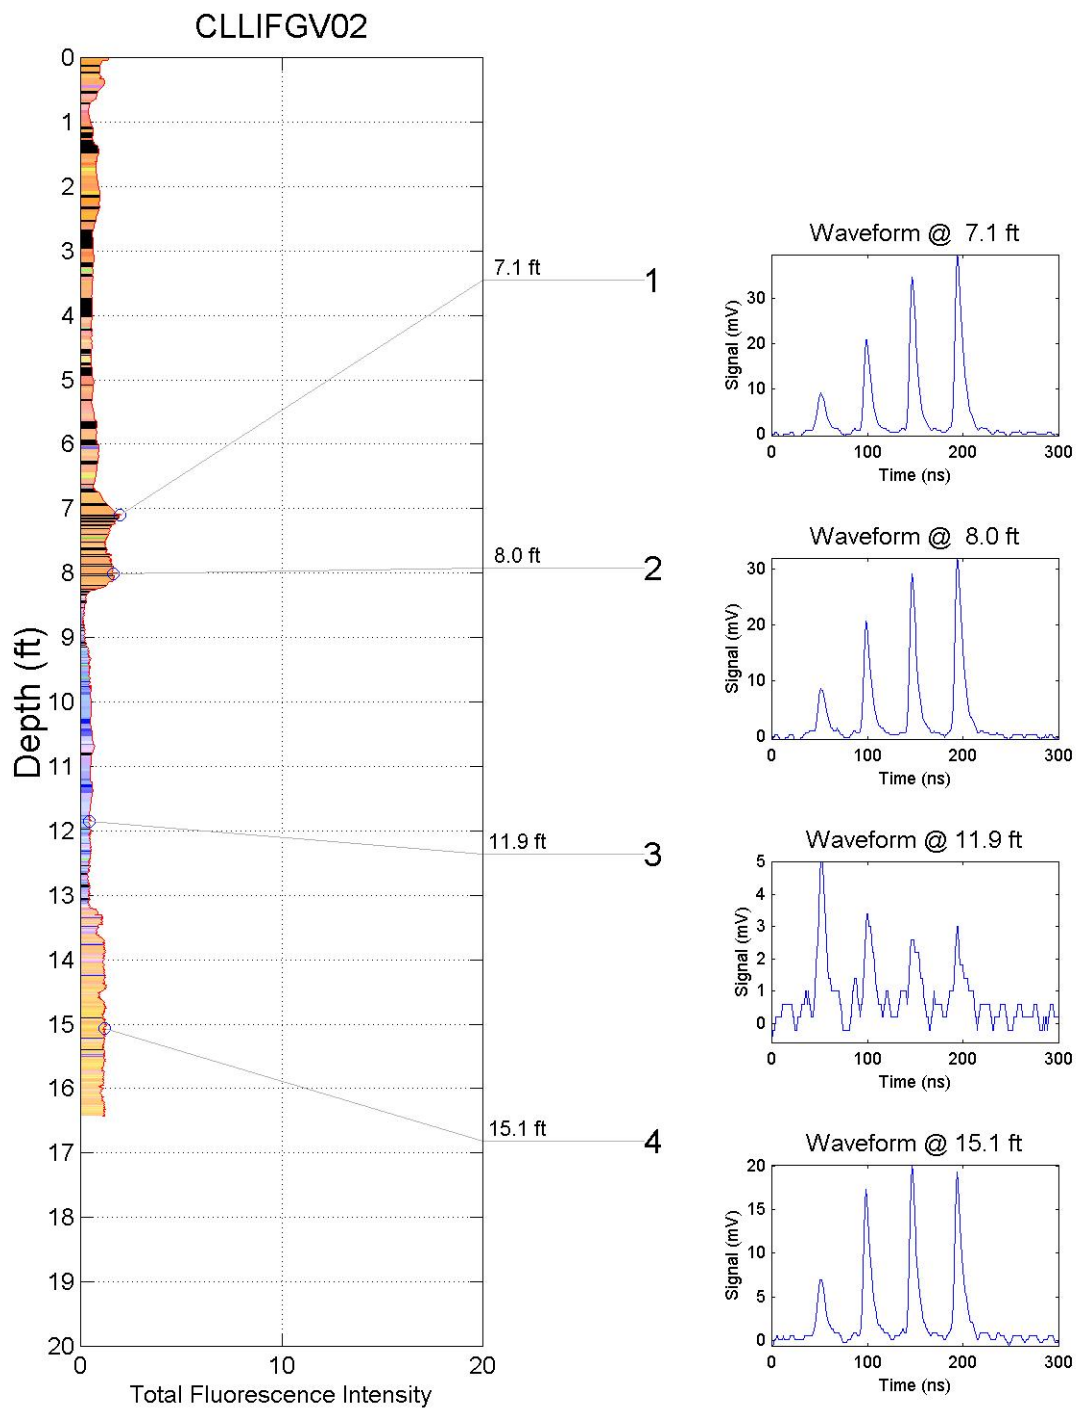 CLLIFGV02
0
1
2
3
4
5
6
7
8
9
10
11
12
13
14
15
16
17
18
19
20
Depth (ft)
0 10 20
Total Fluorescence Intensity
7.1 ft 1
8.0 ft 2
11.9 ft 3
15.1 ft 4
Waveform @ 7.1 ft
Signal (mV)
30
20
10
0
0 100 200 300
Time (ns)
Waveform @ 8.0 ft
Signal (mV)
30
20
10
0
0 100 200 300
Time (ns)
Waveform @ 11.9 ft
Signal (mV)
5
4
3
2
1
0
0 100 200 300
Time (ns)
Waveform @ 15.1 ft
Signal (mV)
20
15
10
5
0
0 100 200 300
Time (ns)